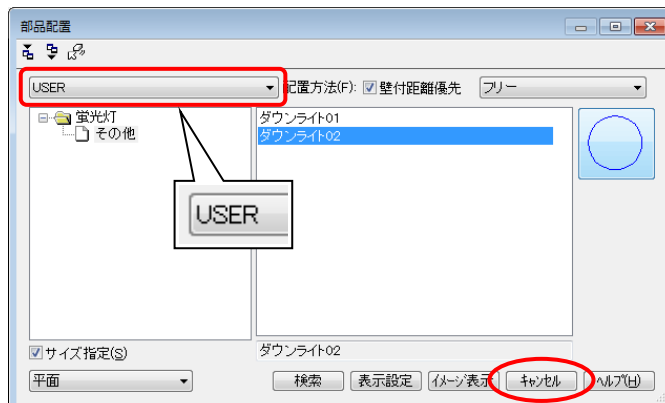 部品配置
USER
配置方法(F):
壁付距離優先
フリー
蛍光灯
その他
ダウンライト01
ダウンライト02
USER
サイズ指定(S)
ダウンライト02
平面
検索
表示設定
イメージ表示
キャンセル
ヘルプ(H)